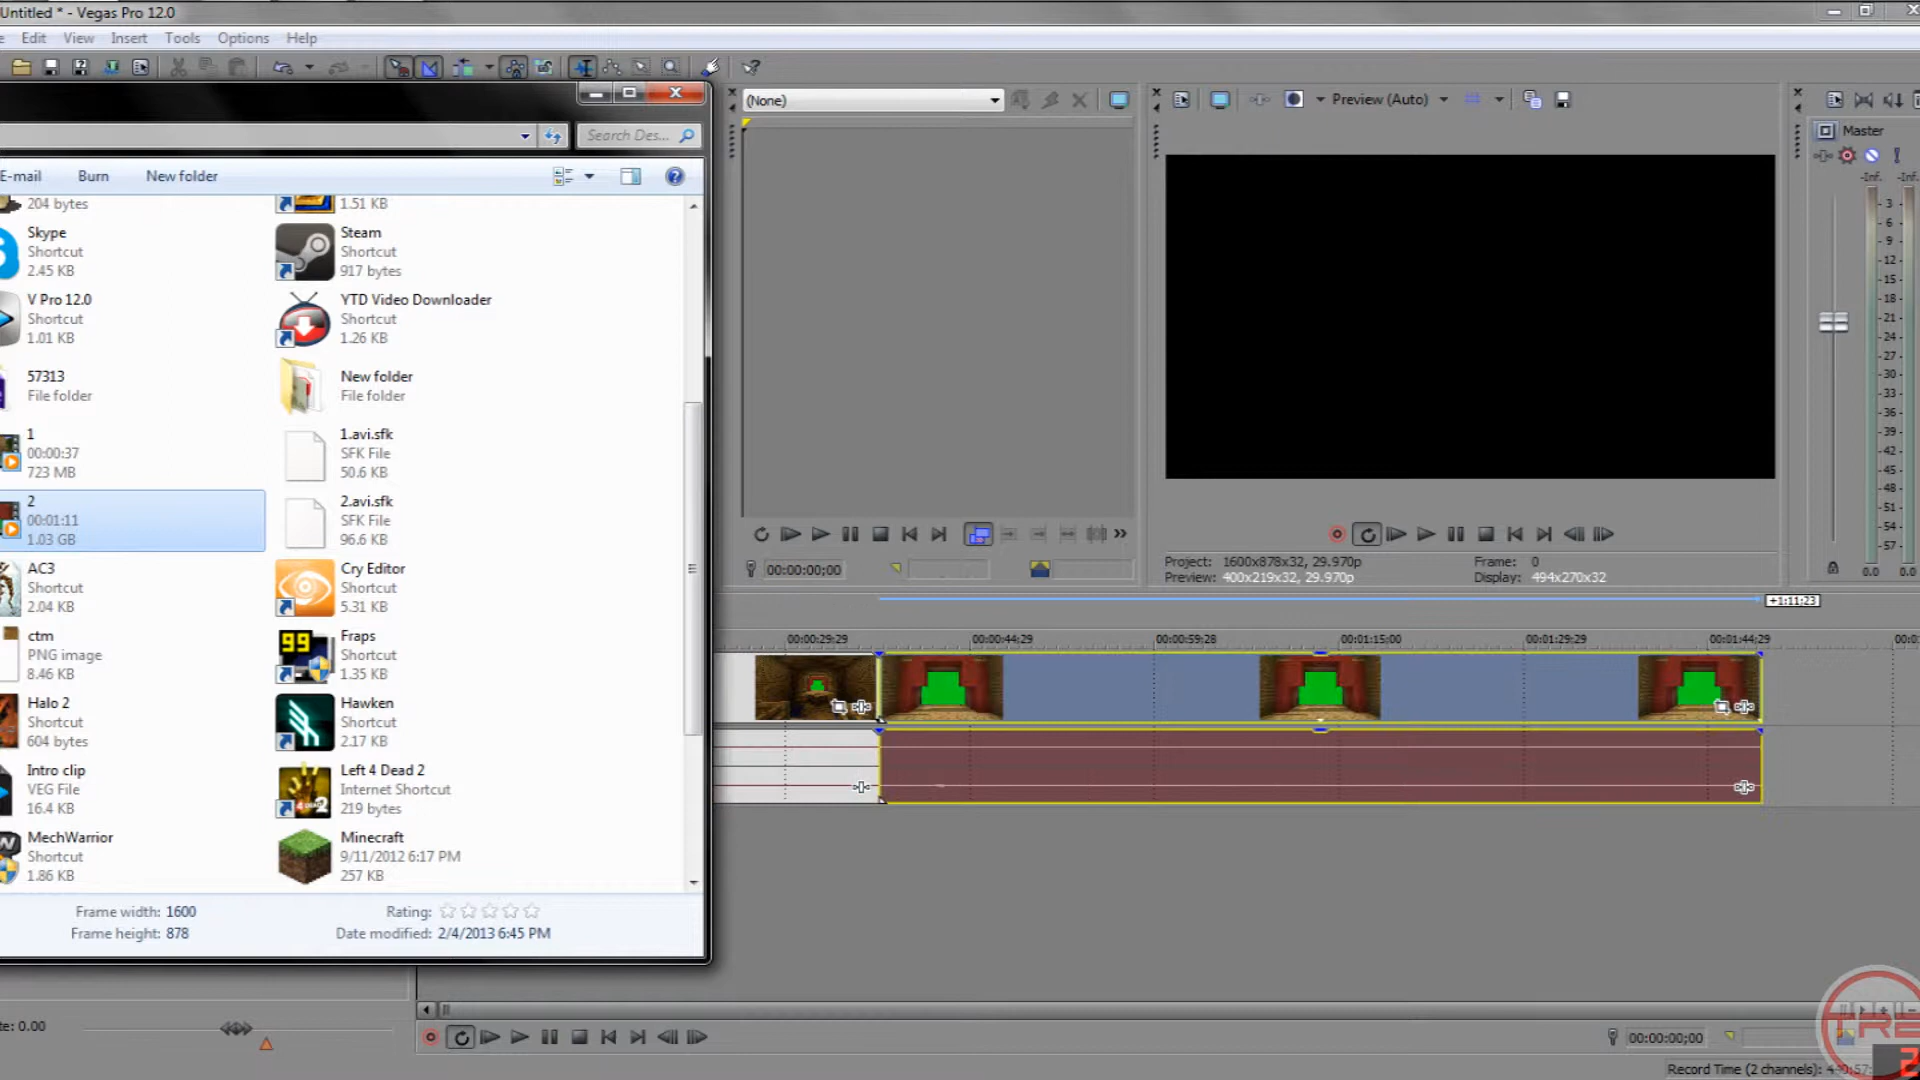 Untitled * - Vegas Pro 12.0
Edit View Insert Tools Options Help
Search Des...
E-mail Burn New folder
204 bytes
1.51 KB
Skype
Shortcut
2.45 KB
Steam
Shortcut
917 bytes
V Pro 12.0
Shortcut
1.01 KB
YTD Video Downloader
Shortcut
1.26 KB
57313
File folder
New folder
File folder
1
00:00:37
723 MB
1.avi.sfk
SFK File
50.6 KB
2
00:01:11
1.03 GB
2.avi.sfk
SFK File
96.6 KB
AC3
Shortcut
2.04 KB
Cry Editor
Shortcut
5.31 KB
ctm
PNG image
8.46 KB
99
Fraps
Shortcut
1.35 KB
Halo 2
Shortcut
604 bytes
Hawken
Shortcut
2.17 KB
Intro clip
VEG File
16.4 KB
Left 4 Dead 2
Internet Shortcut
219 bytes
MechWarrior
Shortcut
1.86 KB
Minecraft
9/11/2012 6:17 PM
257 KB
Frame width: 1600
Rating:
Frame height: 878
Date modified: 2/4/2013 6:45 PM
(None)
00:00:00;00
Preview (Auto)
Project: 1600x878x32, 29.970p
Frame: 0
Preview: 400x219x32, 29.970p
Display: 494x270x32
Master
-Inf. -Inf.
3
6
9
12
15
18
21
24
27
30
33
36
39
42
45
48
51
54
57
0.0 0.0
+1:11;23
00:00:29;29 00:00:44;29 00:00:59;28 00:01:15;00 00:01:29;29 00:01:44;29
te: 0.00
00:00:00;00
Record Time (2 channels):
TRE
2